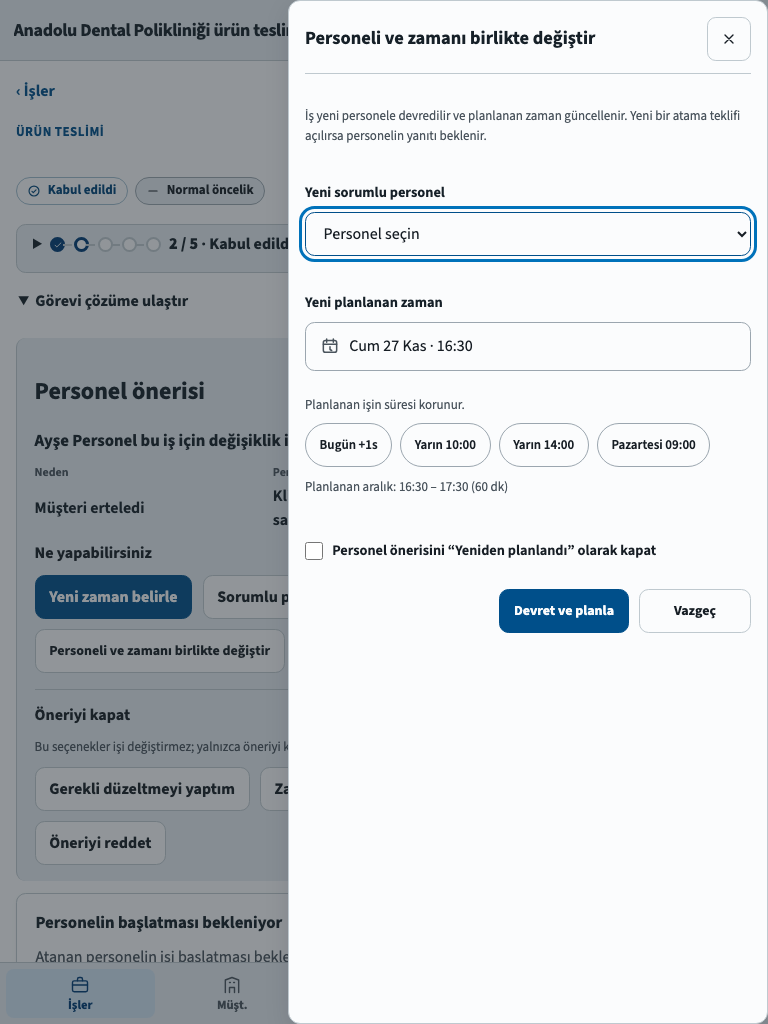 Anadolu Dental Polikliniği ürün
‹ İşler
ÜRÜN TESLİMİ
Kabul edildi
Normal öncelik
2 / 5 · Kabul
Görevi çözüme ulaştır
Personel önerisi
Ayşe Personel bu iş için değişiklik
Neden
Müşteri erteledi
Ne yapabilirsiniz
Yeni zaman belirle
Sorumlu
Personeli ve zamanı birlikte değiştir
Öneriyi kapat
Bu seçenekler işi değiştirmez; yalnızca öneriyi
Gerekli düzeltmeyi yaptım
Öneriyi reddet
Personelin başlatması bekleniyor
Atanan personelin işi başlatması
İşler
Müşt.
Personeli ve zamanı birlikte değiştir
İş yeni personele devredilir ve planlanan zaman güncellenir. Yeni bir atama teklifi
açılırsa personelin yanıtı beklenir.
Yeni sorumlu personel
Personel seçin
Yeni planlanan zaman
Cum 27 Kas · 16:30
Planlanan işin süresi korunur.
Bugün +1s
Yarın 10:00
Yarın 14:00
Pazartesi 09:00
Planlanan aralık: 16:30 – 17:30 (60 dk)
Personel önerisini “Yeniden planlandı” olarak kapat
Devret ve planla
Vazgeç